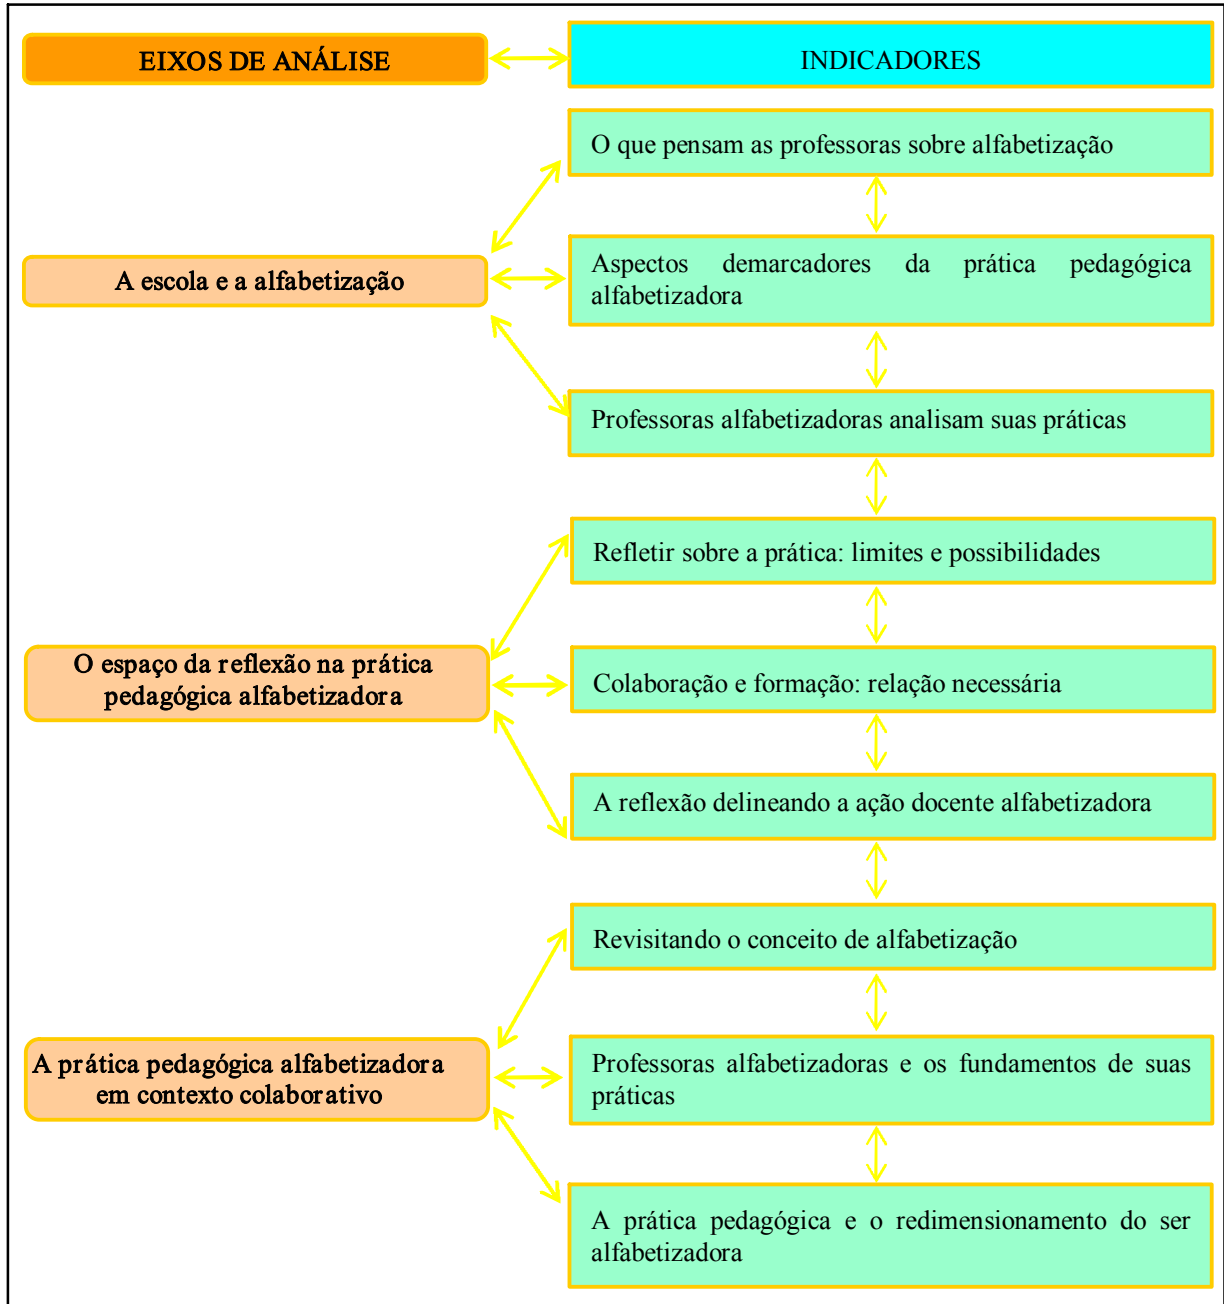 EIXOS DE ANÁLISE
INDICADORES
O que pensam as professoras sobre alfabetização
A escola e a alfabetização
Aspectos demarcadores da prática pedagógica
alfabetizadora
Professoras alfabetizadoras analisam suas práticas
Refletir sobre a prática: limites e possibilidades
O espaço da reflexão na prática
pedagógica alfabetizadora
Colaboração e formação: relação necessária
A reflexão delineando a ação docente alfabetizadora
Revisitando o conceito de alfabetização
A prática pedagógica alfabetizadora
em contexto colaborativo
Professoras alfabetizadoras e os fundamentos de suas
práticas
A prática pedagógica e o redimensionamento do ser
alfabetizadora